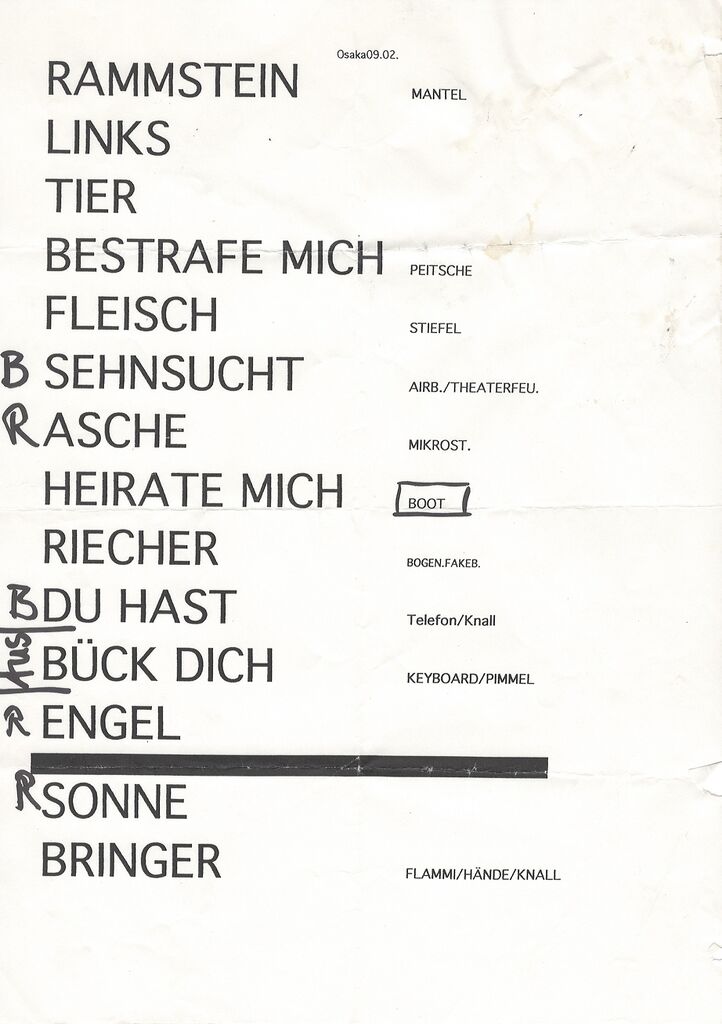 Osaka09.02.
RAMMSTEIN MANTEL
LINKS
TIER
BESTRAFE MICH PEITSCHE
FLEISCH STIEFEL
B SEHNSUCHT AIRB./THEATERFEU.
R ASCHE MIKROST.
HEIRATE MICH BOOT
RIECHER BOGEN.FAKEB.
B DU HAST Telefon/Knall
Aus BÜCK DICH KEYBOARD/PIMMEL
R ENGEL
R SONNE
BRINGER FLAMMI/HÄNDE/KNALL